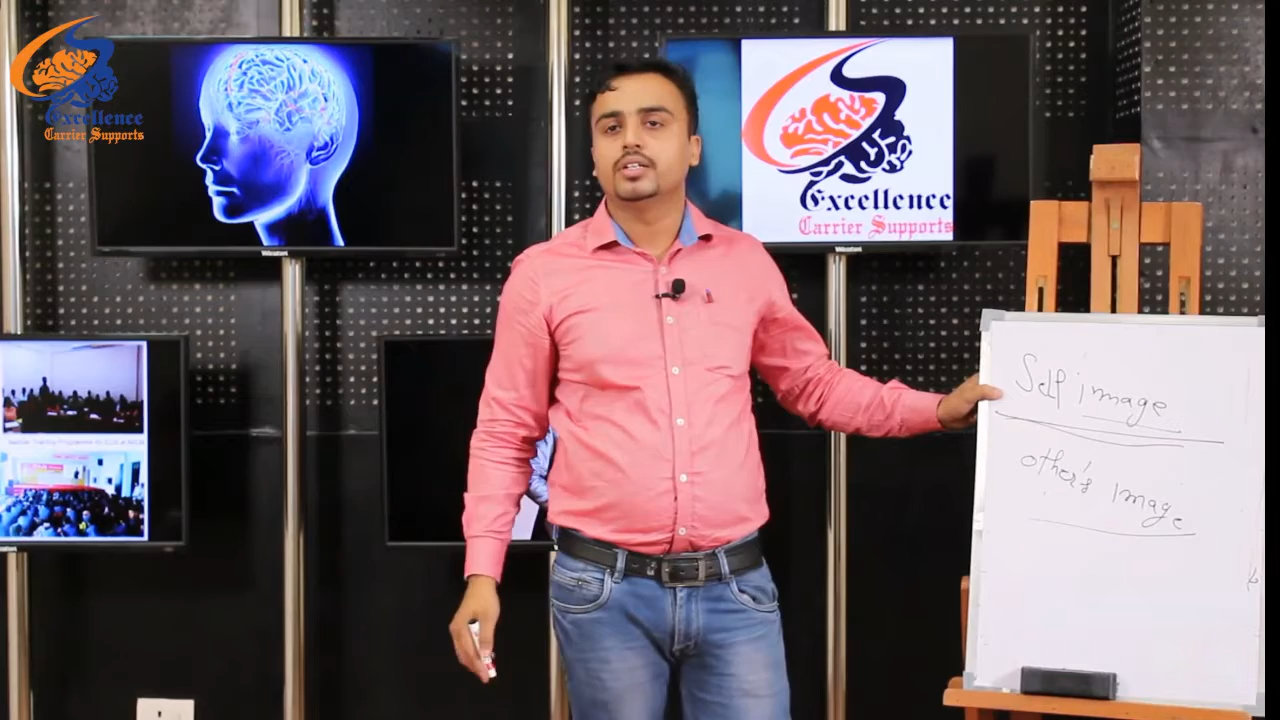 Excellence
Carrier Supports
Excellence
Carrier Supports
Self image
other's image